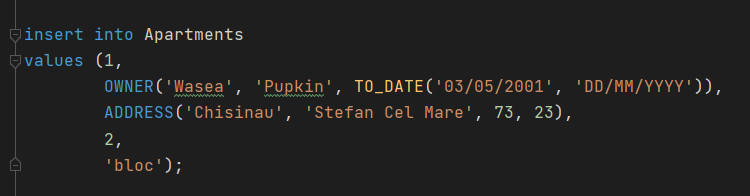 insert into Apartments
values (1,
OWNER('Wasea', 'Pupkin', TO_DATE('03/05/2001', 'DD/MM/YYYY')),
ADDRESS('Chisinau', 'Stefan Cel Mare', 73, 23),
2,
'bloc');